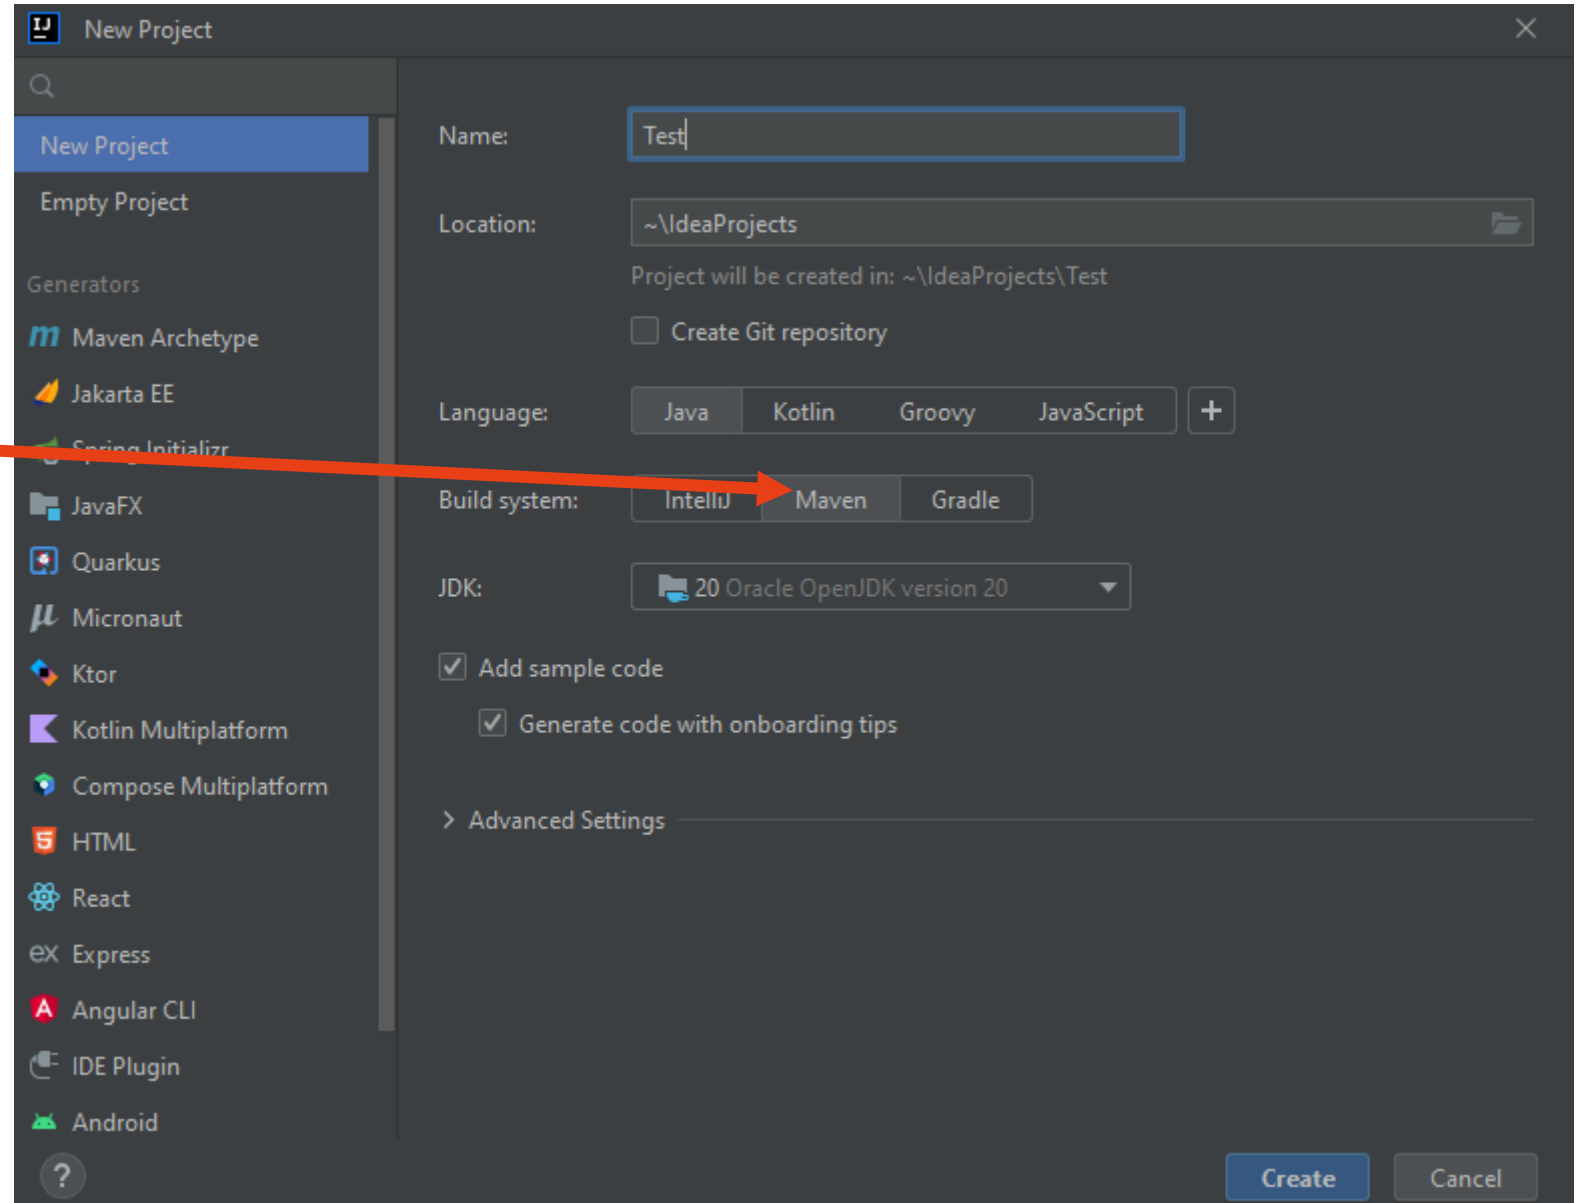 New Project
New Project
Empty Project
Generators
Maven Archetype
Jakarta EE
Spring Initializr
JavaFX
Quarkus
Micronaut
Ktor
Kotlin Multiplatform
Compose Multiplatform
HTML
React
ex Express
Angular CLI
IDE Plugin
Android
?
Name: Test
Location: ~\IdeaProjects
Project will be created in: ~\IdeaProjects\Test
Create Git repository
Language: Java Kotlin Groovy JavaScript +
Build system: IntelliJ Maven Gradle
JDK: 20 Oracle OpenJDK version 20
Add sample code
Generate code with onboarding tips
Advanced Settings
Create Cancel